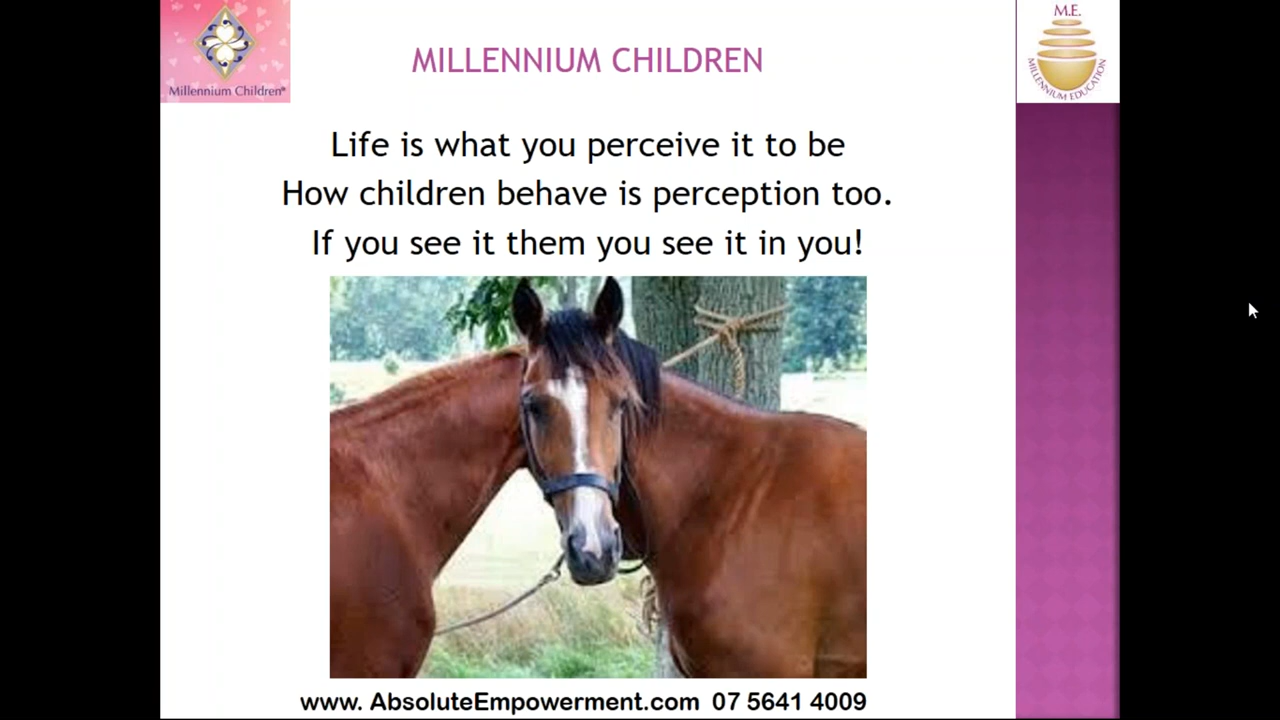 Millennium Children®
MILLENNIUM CHILDREN
M.E.
MILLENNIUM EDUCATION
Life is what you perceive it to be
How children behave is perception too.
If you see it them you see it in you!
www. AbsoluteEmpowerment.com 07 5641 4009